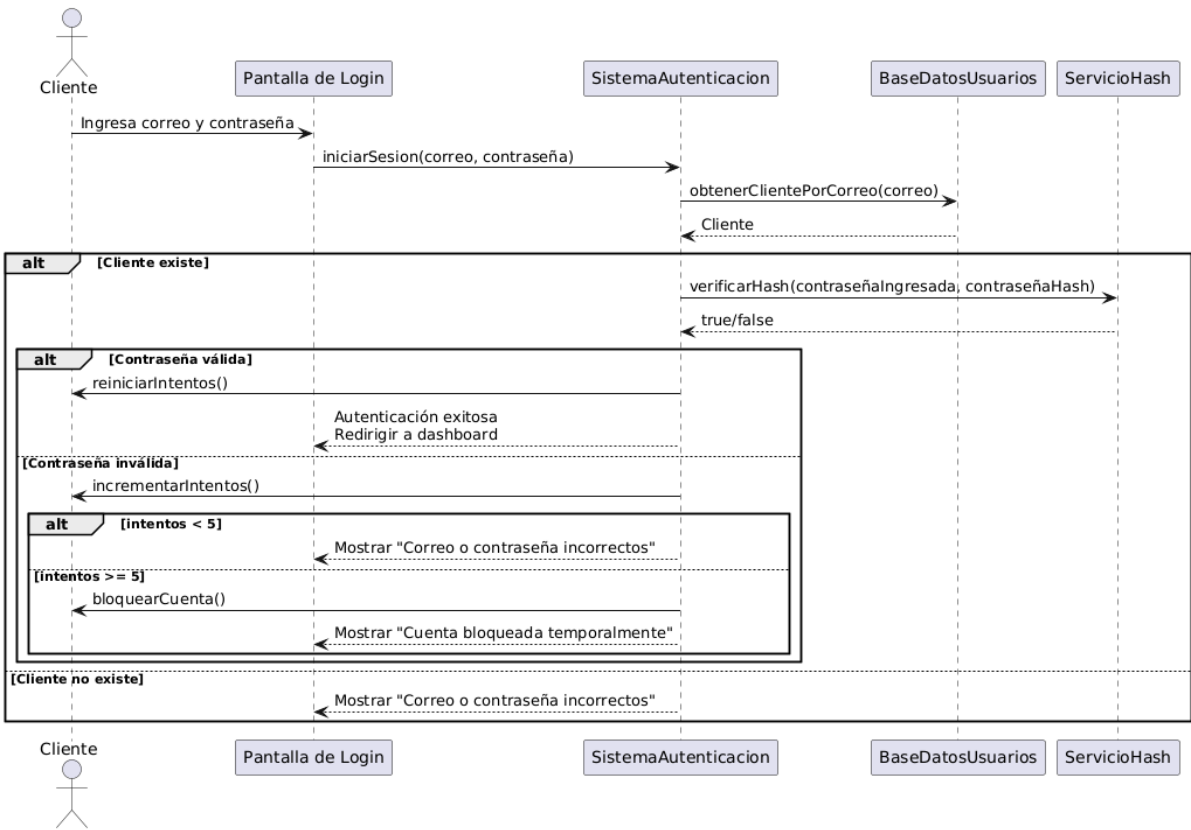 Cliente
Pantalla de Login
SistemaAutenticacion
BaseDatosUsuarios
ServicioHash
Ingresa correo y contraseña
iniciarSesion(correo, contraseña)
obtenerClientePorCorreo(correo)
Cliente
alt [Cliente existe]
verificarHash(contraseñaIngresada, contraseñaHash)
true/false
alt [Contraseña válida]
reiniciarIntentos()
Autenticación exitosa
Redirigir a dashboard
[Contraseña inválida]
incrementarIntentos()
alt [intentos < 5]
Mostrar "Correo o contraseña incorrectos"
[intentos >= 5]
bloquearCuenta()
Mostrar "Cuenta bloqueada temporalmente"
[Cliente no existe]
Mostrar "Correo o contraseña incorrectos"
Cliente
Pantalla de Login
SistemaAutenticacion
BaseDatosUsuarios
ServicioHash